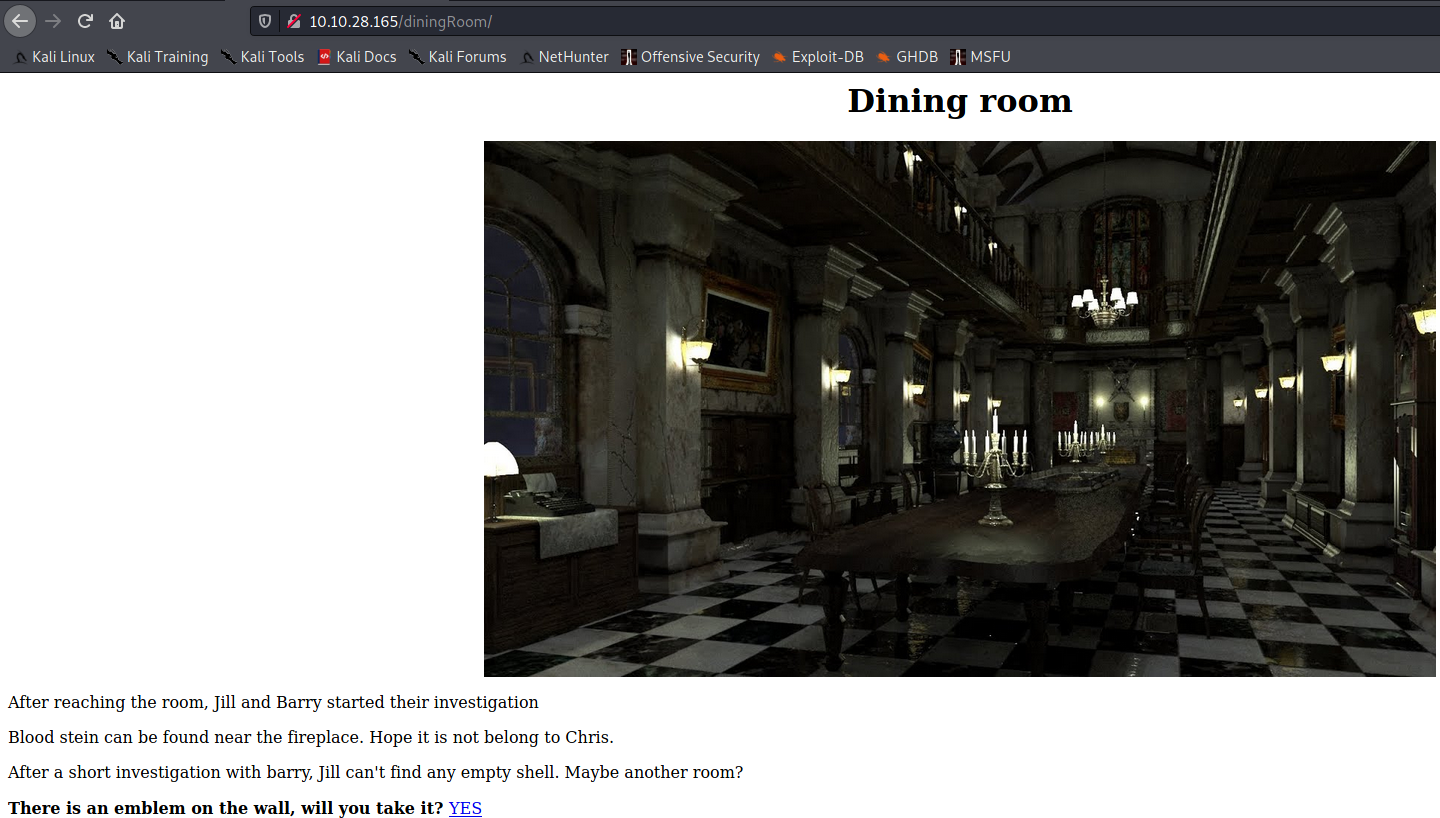 10.10.28.165/diningRoom/
Kali Linux Kali Training Kali Tools Kali Docs Kali Forums NetHunter Offensive Security Exploit-DB GHDB MSFU
Dining room
After reaching the room, Jill and Barry started their investigation
Blood stein can be found near the fireplace. Hope it is not belong to Chris.
After a short investigation with barry, Jill can't find any empty shell. Maybe another room?
There is an emblem on the wall, will you take it? YES